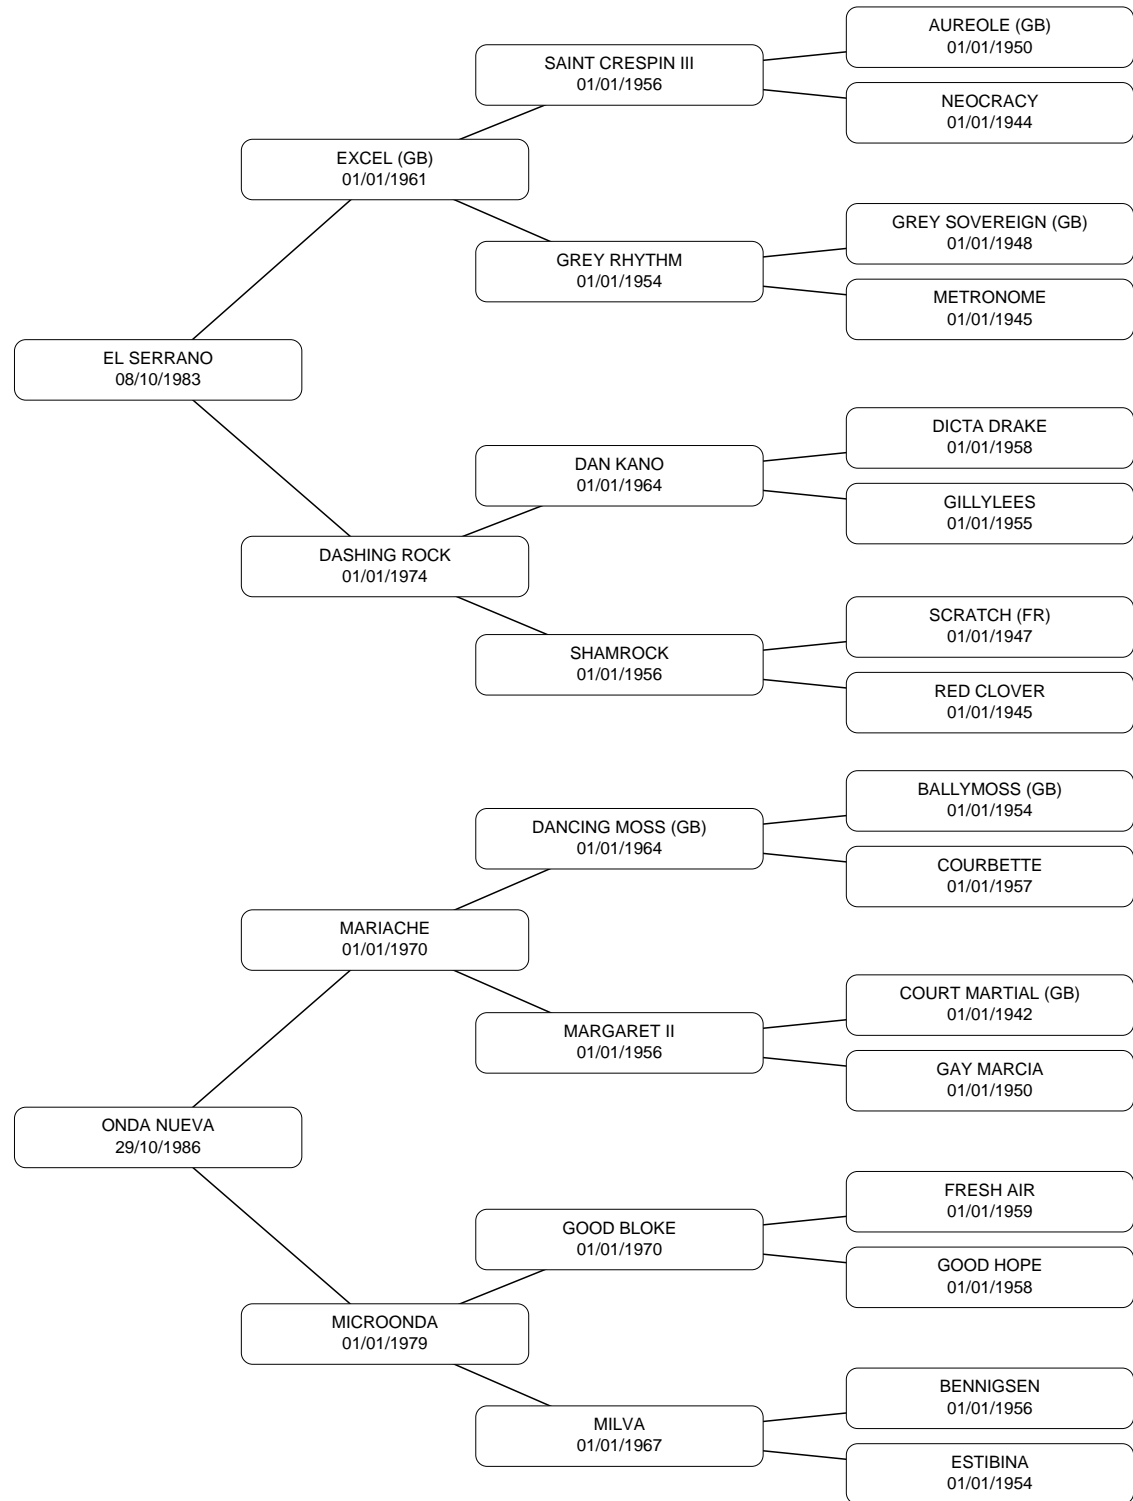 AUREOLE (GB)
01/01/1950
SAINT CRESPIN III
01/01/1956
NEOCRACY
01/01/1944
EXCEL (GB)
01/01/1961
GREY SOVEREIGN (GB)
01/01/1948
GREY RHYTHM
01/01/1954
METRONOME
01/01/1945
EL SERRANO
08/10/1983
DICTA DRAKE
01/01/1958
DAN KANO
01/01/1964
GILLYLEES
01/01/1955
DASHING ROCK
01/01/1974
SCRATCH (FR)
01/01/1947
SHAMROCK
01/01/1956
RED CLOVER
01/01/1945
BALLYMOSS (GB)
01/01/1954
DANCING MOSS (GB)
01/01/1964
COURBETTE
01/01/1957
MARIACHE
01/01/1970
COURT MARTIAL (GB)
01/01/1942
MARGARET II
01/01/1956
GAY MARCIA
01/01/1950
ONDA NUEVA
29/10/1986
FRESH AIR
01/01/1959
GOOD BLOKE
01/01/1970
GOOD HOPE
01/01/1958
MICROONDA
01/01/1979
BENNIGSEN
01/01/1956
MILVA
01/01/1967
ESTIBINA
01/01/1954